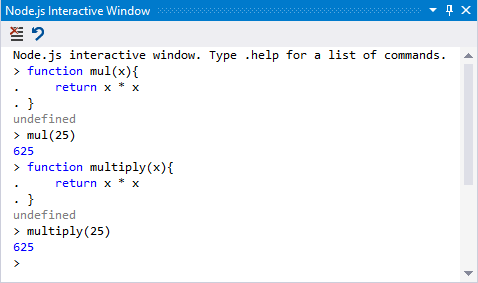 Node.js Interactive Window
Node.js interactive window. Type .help for a list of commands.
> function mul(x){
.     return x * x
. }
undefined
> mul(25)
625
> function multiply(x){
.     return x * x
. }
undefined
> multiply(25)
625
>